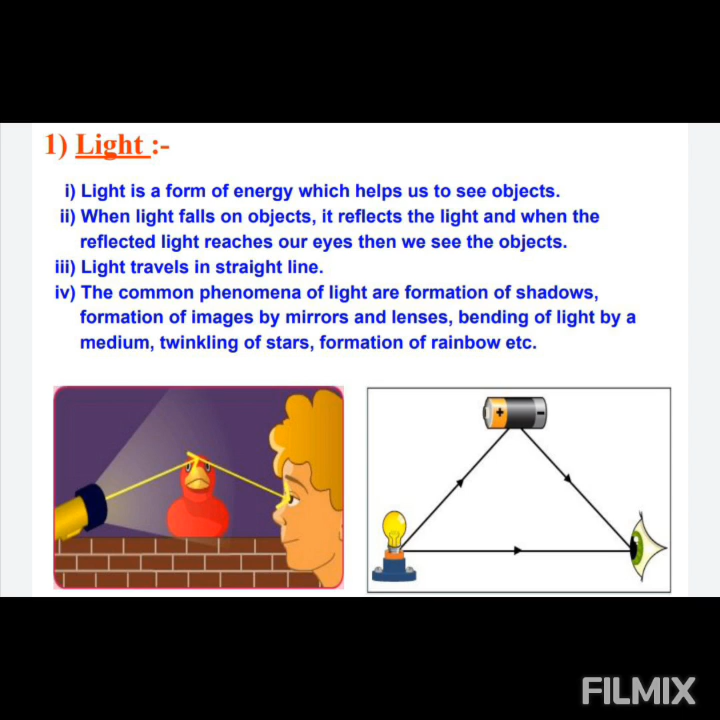 1) Light :-
i) Light is a form of energy which helps us to see objects.
ii) When light falls on objects, it reflects the light and when the
reflected light reaches our eyes then we see the objects.
iii) Light travels in straight line.
iv) The common phenomena of light are formation of shadows,
formation of images by mirrors and lenses, bending of light by a
medium, twinkling of stars, formation of rainbow etc.
+ -
FILMIX